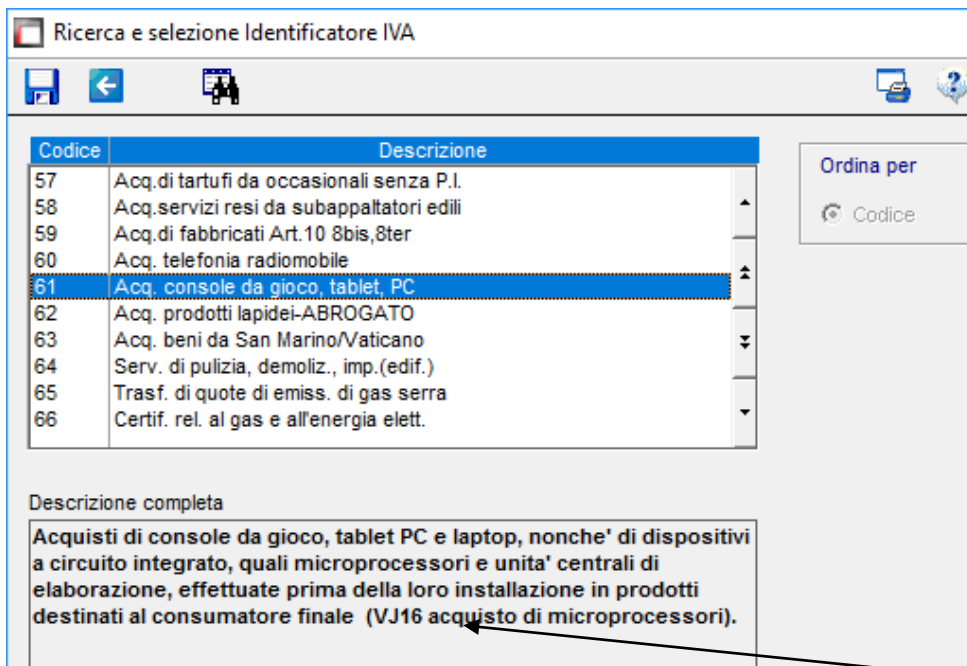 Ricerca e selezione Identificatore IVA
Codice Descrizione
57 Acq.di tartufi da occasionali senza P.I.
58 Acq.servizi resi da subappaltatori edili
59 Acq.di fabbricati Art.10 8bis,8ter
60 Acq. telefonia radiomobile
61 Acq. console da gioco, tablet, PC
62 Acq. prodotti lapidei-ABROGATO
63 Acq. beni da San Marino/Vaticano
64 Serv. di pulizia, demoliz., imp.(edif.)
65 Trasf. di quote di emiss. di gas serra
66 Certif. rel. al gas e all'energia elett.
Ordina per
Codice
Descrizione completa
Acquisti di console da gioco, tablet PC e laptop, nonche' di dispositivi
a circuito integrato, quali microprocessori e unita' centrali di
elaborazione, effettuate prima della loro installazione in prodotti
destinati al consumatore finale (VJ16 acquisto di microprocessori).